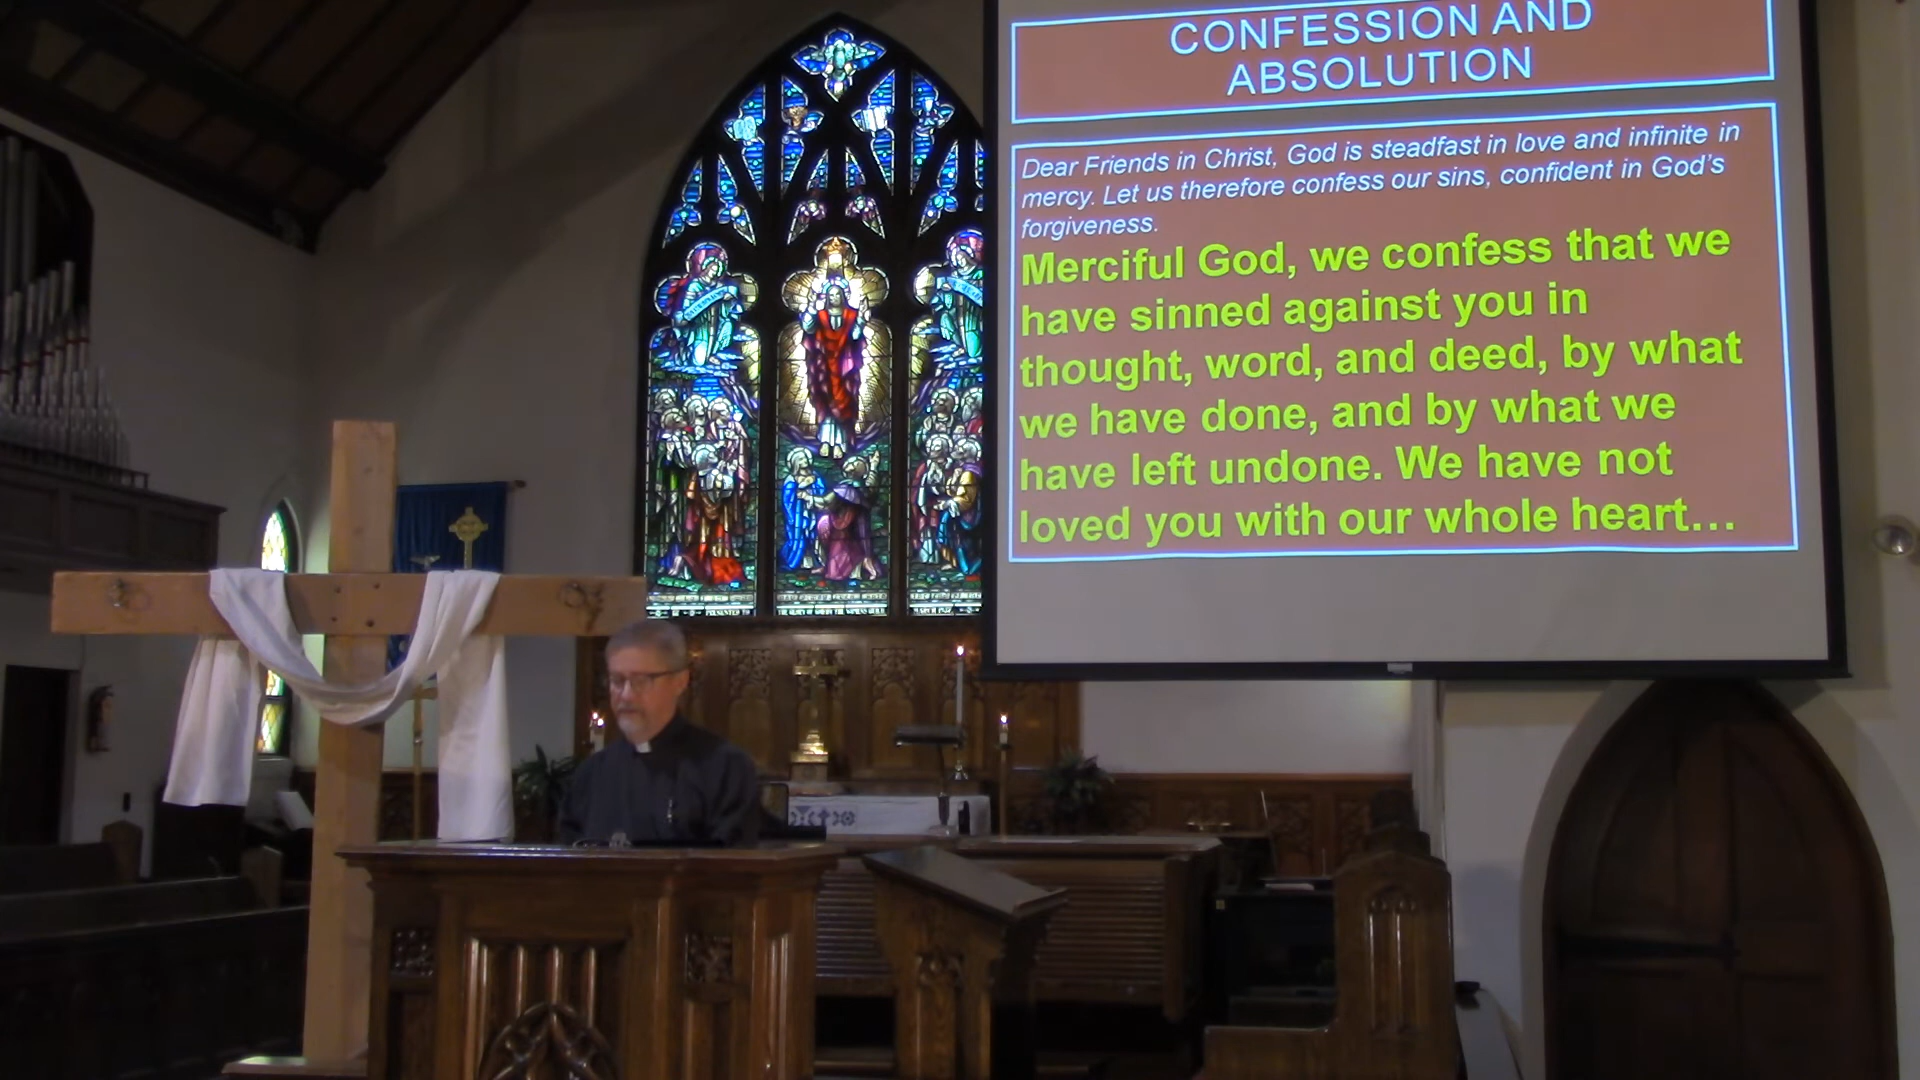 CONFESSION AND
ABSOLUTION
Dear Friends in Christ, God is steadfast in love and infinite in
mercy. Let us therefore confess our sins, confident in God's
forgiveness.
Merciful God, we confess that we
have sinned against you in
thought, word, and deed, by what
we have done, and by what we
have left undone. We have not
loved you with our whole heart...